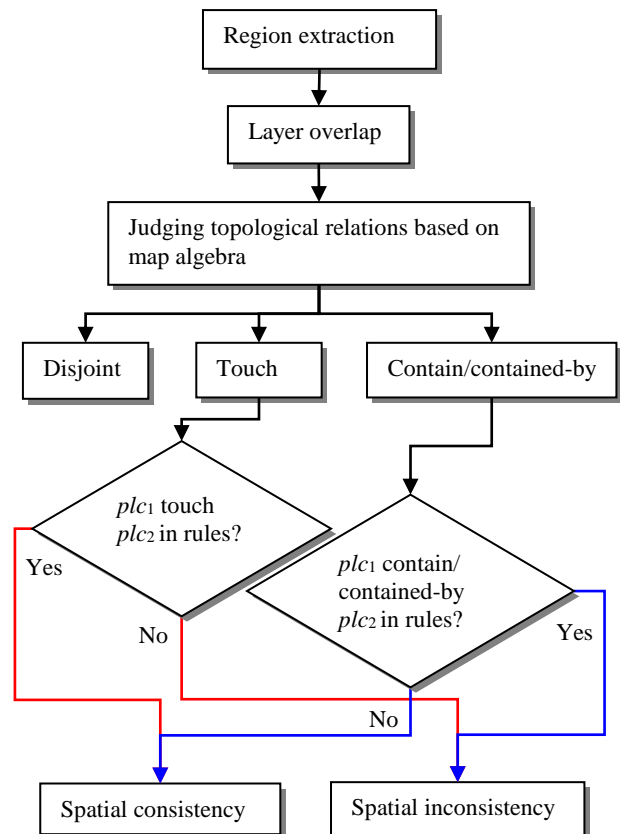 Region extraction
Layer overlap
Judging topological relations based on
map algebra
Disjoint
Touch
Contain/contained-by
plc1 touch
plc2 in rules?
Yes
No
plc1 contain/
contained-by
plc2 in rules?
Yes
No
Spatial consistency
Spatial inconsistency